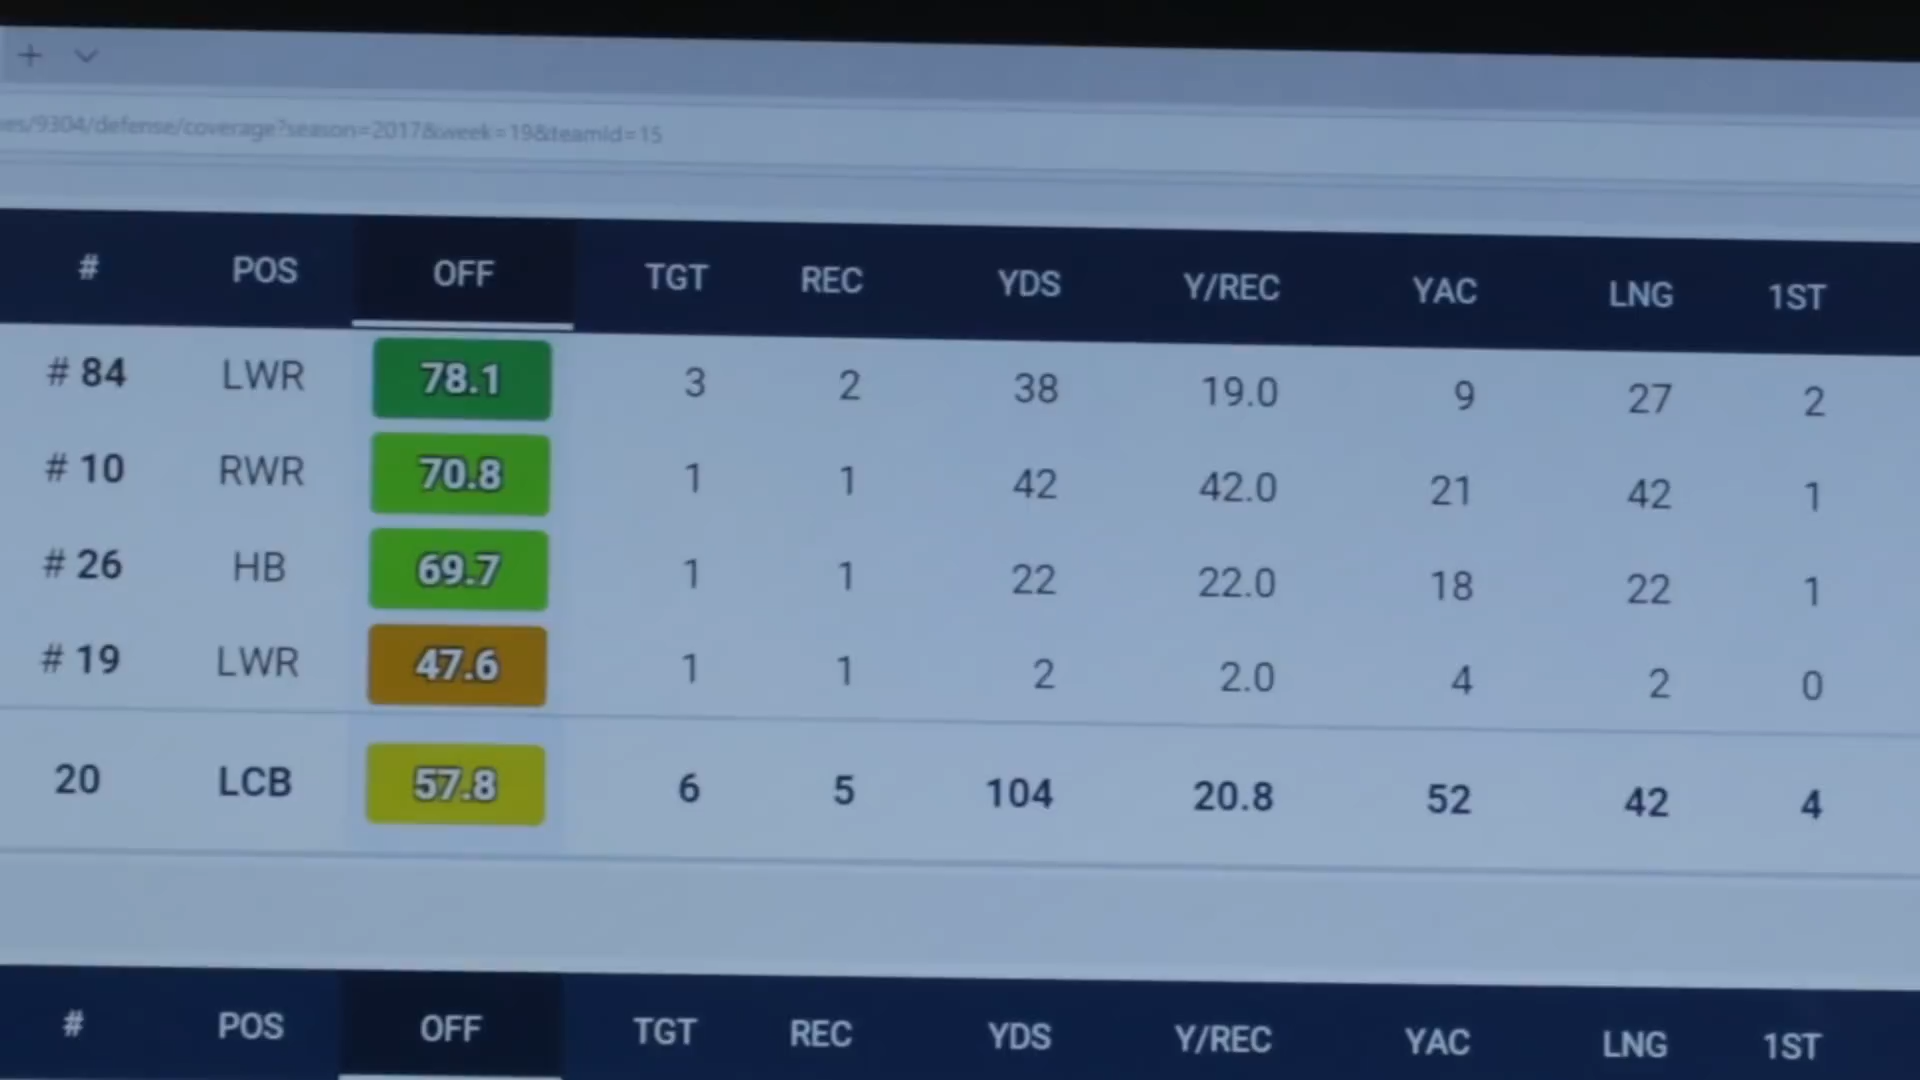 es/9304/defense/coverage?season=2017&week=19&teamId=15
# POS OFF TGT REC YDS Y/REC YAC LNG 1ST
# 84 LWR 78.1 3 2 38 19.0 9 27 2
# 10 RWR 70.8 1 1 42 42.0 21 42 1
# 26 HB 69.7 1 1 22 22.0 18 22 1
# 19 LWR 47.6 1 1 2 2.0 4 2 0
20 LCB 57.8 6 5 104 20.8 52 42 4
# POS OFF TGT REC YDS Y/REC YAC LNG 1ST